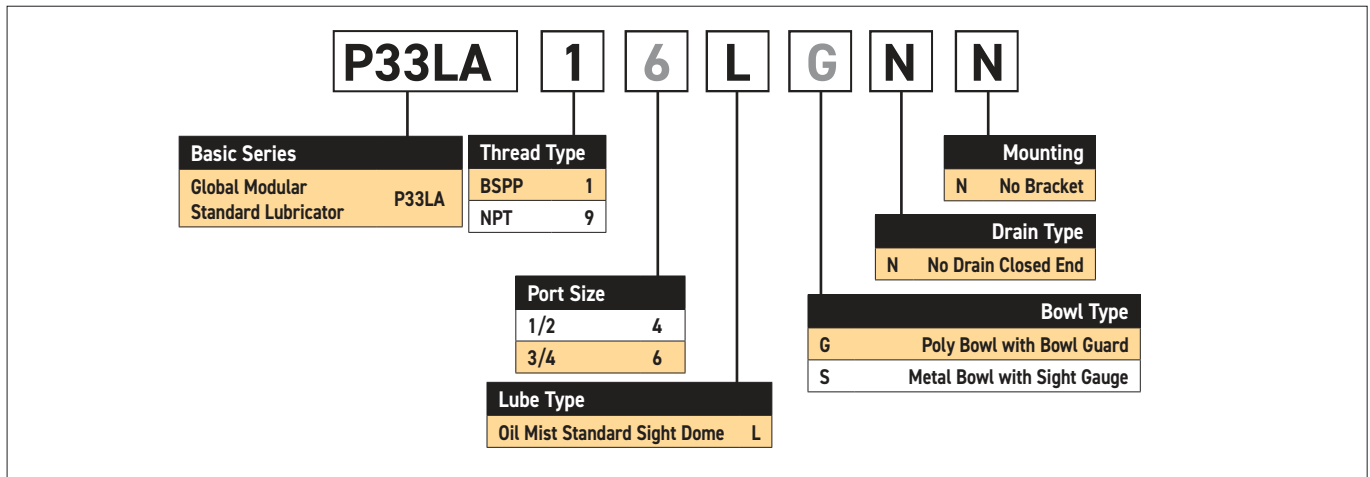 P33LA 1 6 L G N N
Basic Series
Global Modular
Standard Lubricator P33LA
Thread Type
BSPP 1
NPT 9
Mounting
N No Bracket
Drain Type
N No Drain Closed End
Port Size
1/2 4
3/4 6
Bowl Type
G Poly Bowl with Bowl Guard
S Metal Bowl with Sight Gauge
Lube Type
Oil Mist Standard Sight Dome L